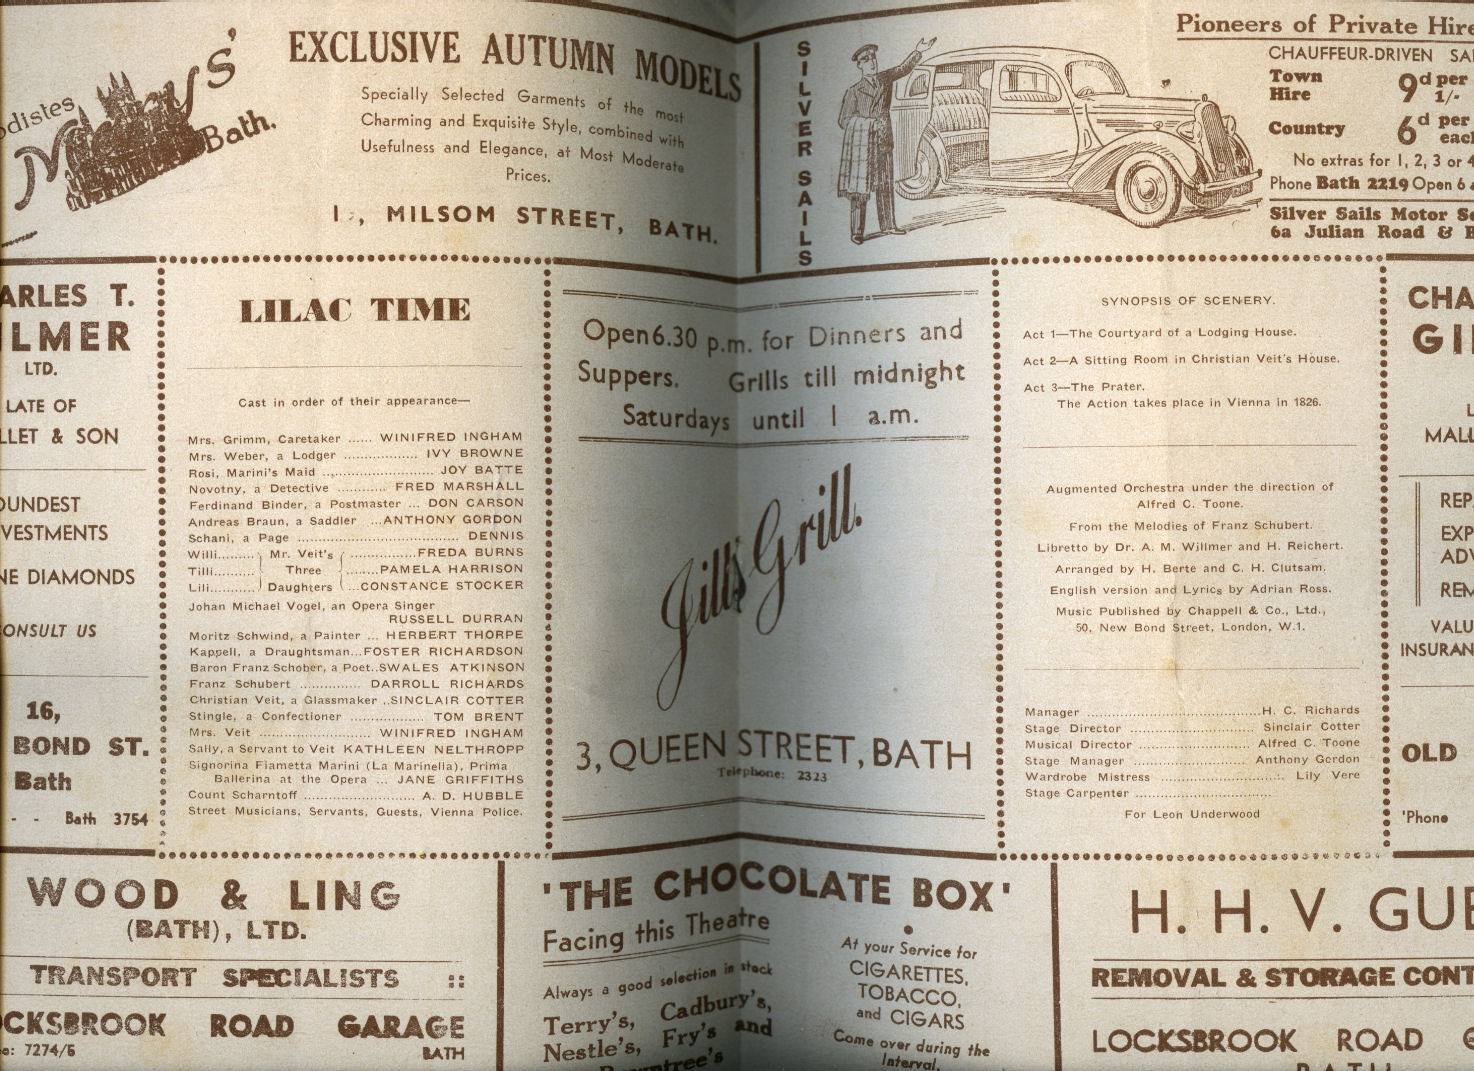 Modistes
Maggs'
Bath.
EXCLUSIVE AUTUMN MODELS
Specially Selected Garments of the most
Charming and Exquisite Style, combined with
Usefulness and Elegance, at Most Moderate
Prices.
MILSOM STREET, BATH.
SILVER SAILS
Pioneers of Private Hire
CHAUFFEUR-DRIVEN
Town
Hire
9d per
1/-
Country
6d per
each
No extras for 1, 2, 3 or 4
Phone Bath 2219 Open 6
Silver Sails Motor
6a Julian Road &
ARLES T.
ILMER
LTD.
LATE OF
LLET & SON
OUNDEST
VESTMENTS
NE DIAMONDS
ONSULT US
16,
BOND ST.
Bath
- - Bath 3754
LILAC TIME
Cast in order of their appearance—
Mrs. Grimm, Caretaker ...... WINIFRED INGHAM
Mrs. Weber, a Lodger .................. IVY BROWNE
Rosi, Marini's Maid ........................... JOY BATTE
Novotny, a Detective ............ FRED MARSHALL
Ferdinand Binder, a Postmaster ... DON CARSON
Andreas Braun, a Saddler ...ANTHONY GORDON
Schani, a Page ........................................ DENNIS
Willi......... Mr. Veit's ................FREDA BURNS
Tilli.......... Three ........PAMELA HARRISON
Lili........... Daughters ...CONSTANCE STOCKER
Johan Michael Vogel, an Opera Singer
RUSSELL DURRAN
Moritz Schwind, a Painter ... HERBERT THORPE
Kappell, a Draughtsman...FOSTER RICHARDSON
Baron Franz Schober, a Poet..SWALES ATKINSON
Franz Schubert ............... DARROLL RICHARDS
Christian Veit, a Glassmaker ..SINCLAIR COTTER
Stingle, a Confectioner .................. TOM BRENT
Mrs. Veit ............................... WINIFRED INGHAM
Sally, a Servant to Veit KATHLEEN NELTHROPP
Signorina Fiametta Marini (La Marinella), Prima
Ballerina at the Opera ... JANE GRIFFITHS
Count Scharntoff ........................... A. D. HUBBLE
Street Musicians, Servants, Guests, Vienna Police.
Open 6.30 p.m. for Dinners and
Suppers. Grills till midnight
Saturdays until 1 a.m.
Jill's Grill.
3, QUEEN STREET, BATH
Telephone: 2323
SYNOPSIS OF SCENERY.
Act 1—The Courtyard of a Lodging House.
Act 2—A Sitting Room in Christian Veit's House.
Act 3—The Prater.
The Action takes place in Vienna in 1826.
Augmented Orchestra under the direction of
Alfred C. Toone.
From the Melodies of Franz Schubert.
Libretto by Dr. A. M. Willmer and H. Reichert.
Arranged by H. Berte and C. H. Clutsam.
English version and Lyrics by Adrian Ross.
Music Published by Chappell & Co., Ltd.,
50, New Bond Street, London, W.1.
Manager ..........................................H. C. Richards
Stage Director ................................. Sinclair Cotter
Musical Director ........................... Alfred C. Toone
Stage Manager ........................... Anthony Gordon
Wardrobe Mistress .............................. Lily Vere
Stage Carpenter .................................
For Leon Underwood
CHA
GI
MALL
REP
EXP
ADV
REM
VALU
INSURAN
OLD
'Phone
WOOD & LING
(BATH), LTD.
TRANSPORT SPECIALISTS ::
OCKSBROOK ROAD GARAGE
e: 7274/5 BATH
'THE CHOCOLATE BOX'
Facing this Theatre
Always a good selection in stock
Terry's, Cadbury's,
Nestle's, Fry's and
Rowntree's
At your Service for
CIGARETTES,
TOBACCO,
and CIGARS
Come over during the
Interval.
H. H. V. GU
REMOVAL & STORAGE CONT
LOCKSBROOK ROAD G
BATH